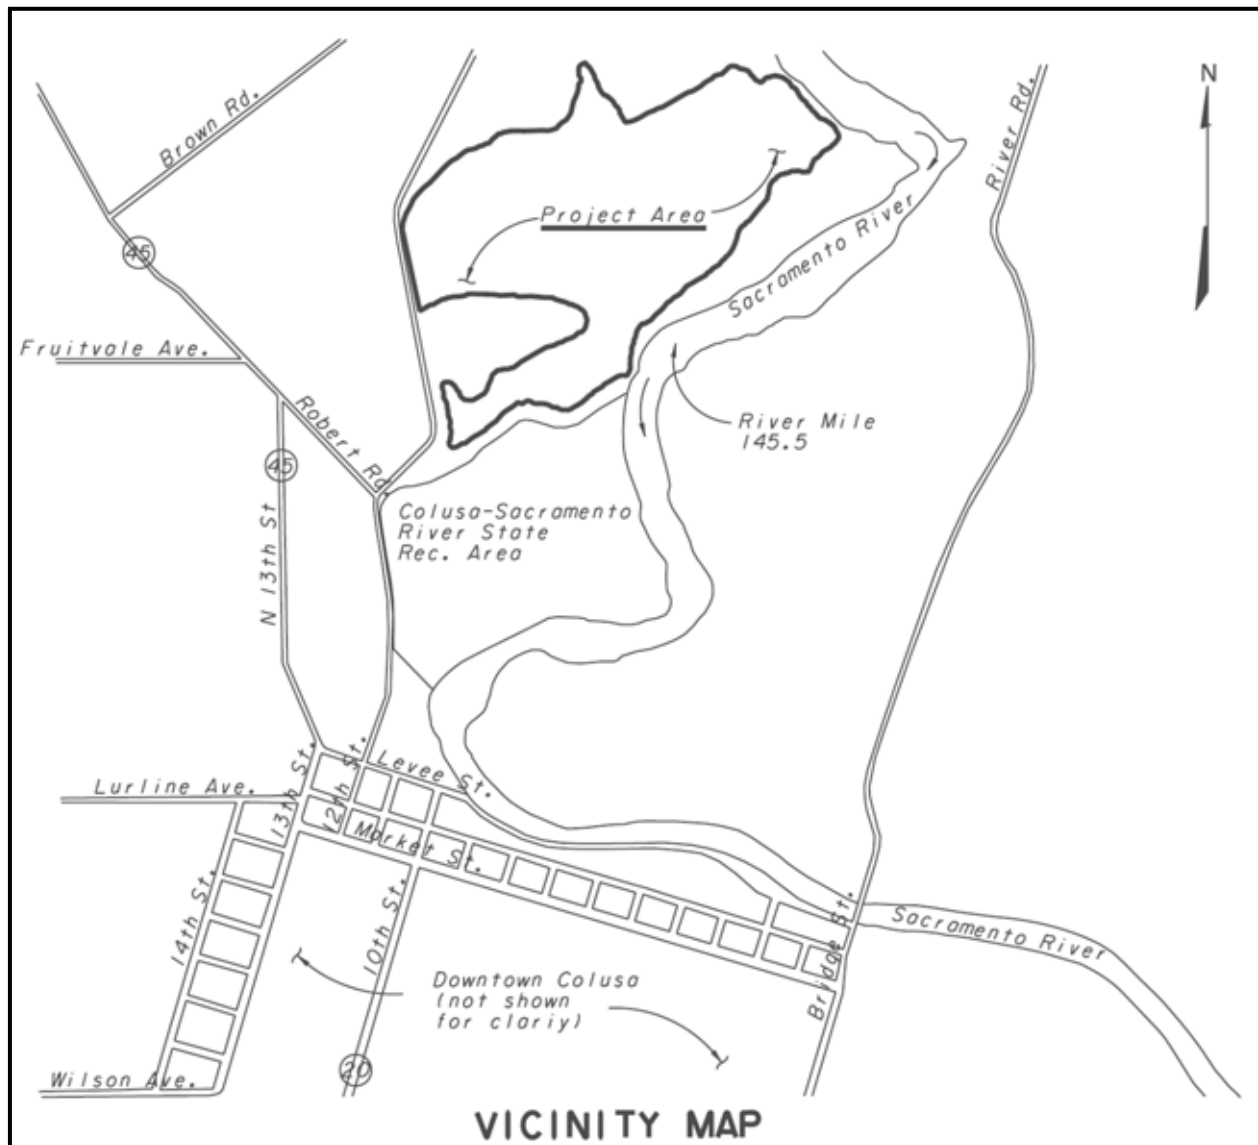 N
Brown Rd.
River Rd.
Project Area
45
Sacramento River
Fruitvale Ave.
Robert Rd
River Mile
145.5
45
N 13th St
Colusa-Sacramento
River State
Rec. Area
Levee St.
Lurline Ave.
13th St.
12th St.
Market St.
14th St.
10th St.
Bridge St.
Sacramento River
Downtown Colusa
(not shown
for clariy)
20
Wilson Ave.
VICINITY MAP